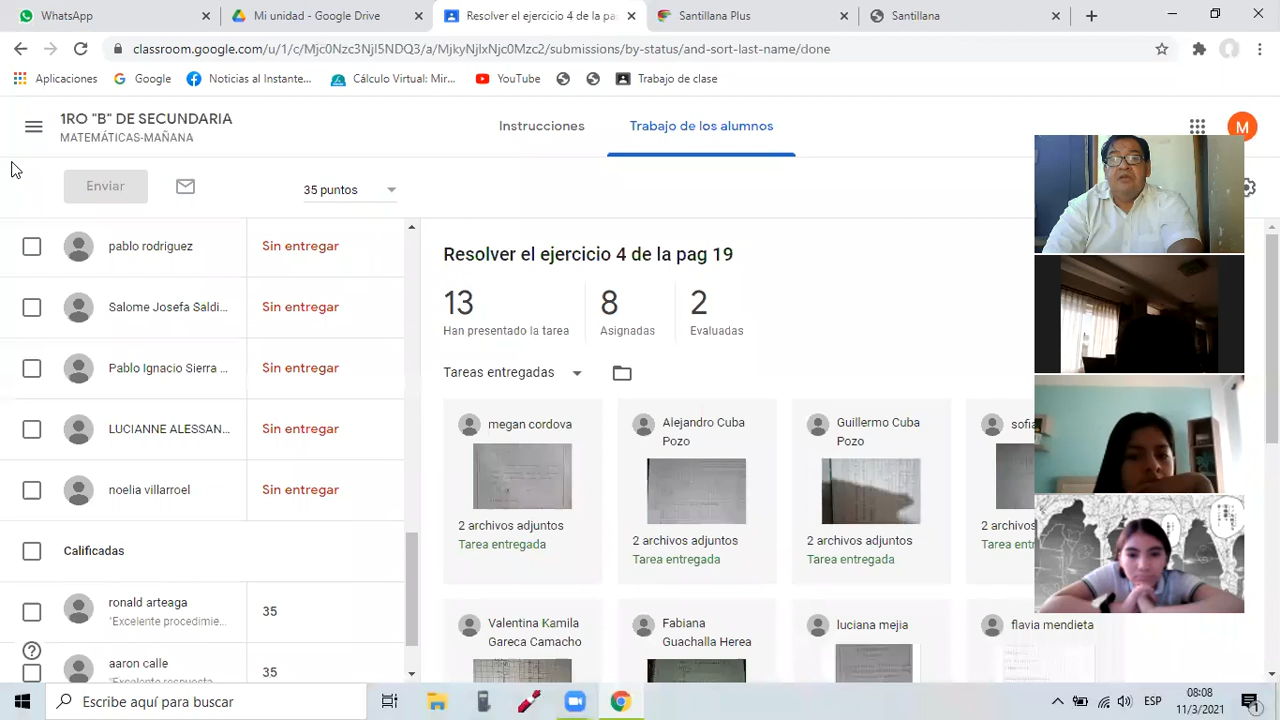 WhatsApp
Mi unidad - Google Drive
Resolver el ejercicio 4 de la pa
Santillana Plus
Santillana
classroom.google.com/u/1/c/Mjc0Nzc3NjI5NDQ3/a/MjkyNjIxNjc0Mzc2/submissions/by-status/and-sort-last-name/done
Aplicaciones
Google
Noticias al Instante...
Cálculo Virtual: Mir...
YouTube
Trabajo de clase
1RO "B" DE SECUNDARIA
MATEMÁTICAS-MAÑANA
Instrucciones
Trabajo de los alumnos
M
Enviar
35 puntos
pablo rodriguez
Sin entregar
Salome Josefa Saldi...
Sin entregar
Pablo Ignacio Sierra ...
Sin entregar
LUCIANNE ALESSAN...
Sin entregar
noelia villarroel
Sin entregar
Calificadas
ronald arteaga
"Excelente procedimie...
35
aaron calle
"Excelente respuesta
35
Resolver el ejercicio 4 de la pag 19
13
Han presentado la tarea
8
Asignadas
2
Evaluadas
Tareas entregadas
megan cordova
2 archivos adjuntos
Tarea entregada
Alejandro Cuba
Pozo
2 archivos adjuntos
Tarea entregada
Guillermo Cuba
Pozo
2 archivos adjuntos
Tarea entregada
sofia
2 archivos
Tarea entr
Valentina Kamila
Gareca Camacho
Fabiana
Guachalla Herea
luciana mejia
flavia mendieta
Escribe aquí para buscar
ESP
08:08
11/3/2021
1